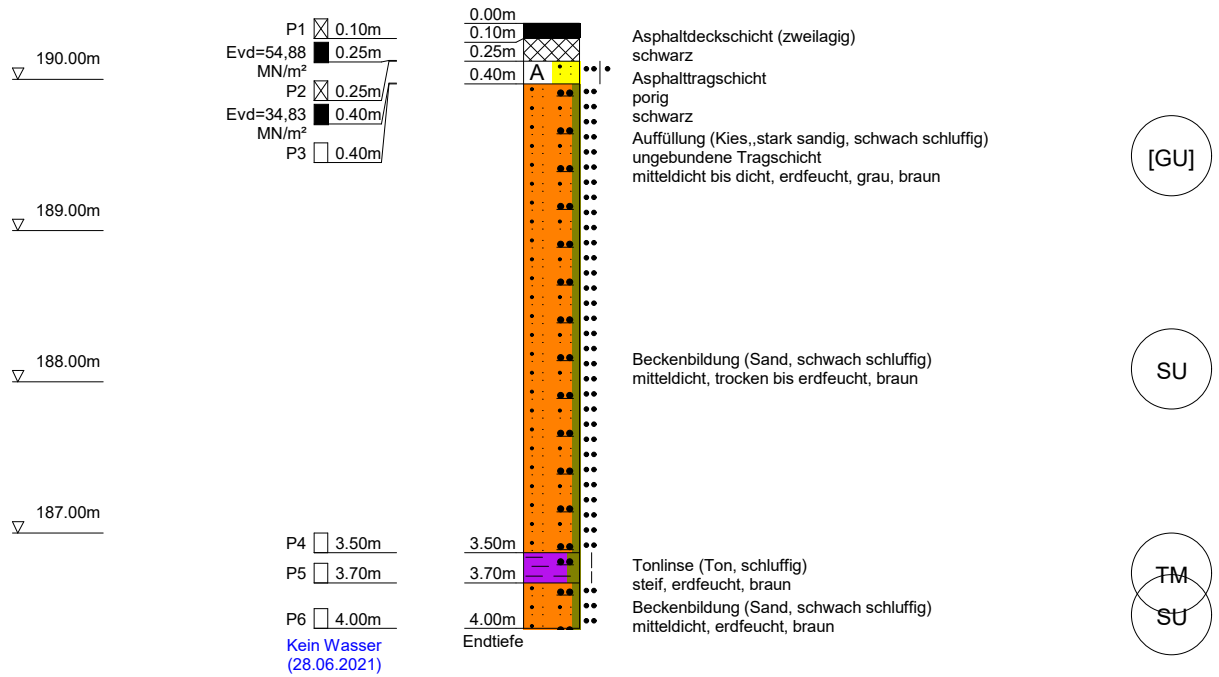 190.00m
189.00m
188.00m
187.00m
P1 0.10m
Evd=54,88 0.25m
MN/m²
P2 0.25m
Evd=34,83 0.40m
MN/m²
P3 0.40m
P4 3.50m
P5 3.70m
P6 4.00m
Kein Wasser
(28.06.2021)
0.00m
0.10m
0.25m
0.40m
A
3.50m
3.70m
4.00m
Endtiefe
Asphaltdeckschicht (zweilagig)
schwarz
Asphalttragschicht
porig
schwarz
Auffüllung (Kies,,stark sandig, schwach schluffig)
ungebundene Tragschicht
mitteldicht bis dicht, erdfeucht, grau, braun
Beckenbildung (Sand, schwach schluffig)
mitteldicht, trocken bis erdfeucht, braun
Tonlinse (Ton, schluffig)
steif, erdfeucht, braun
Beckenbildung (Sand, schwach schluffig)
mitteldicht, erdfeucht, braun
[GU]
SU
TM
SU